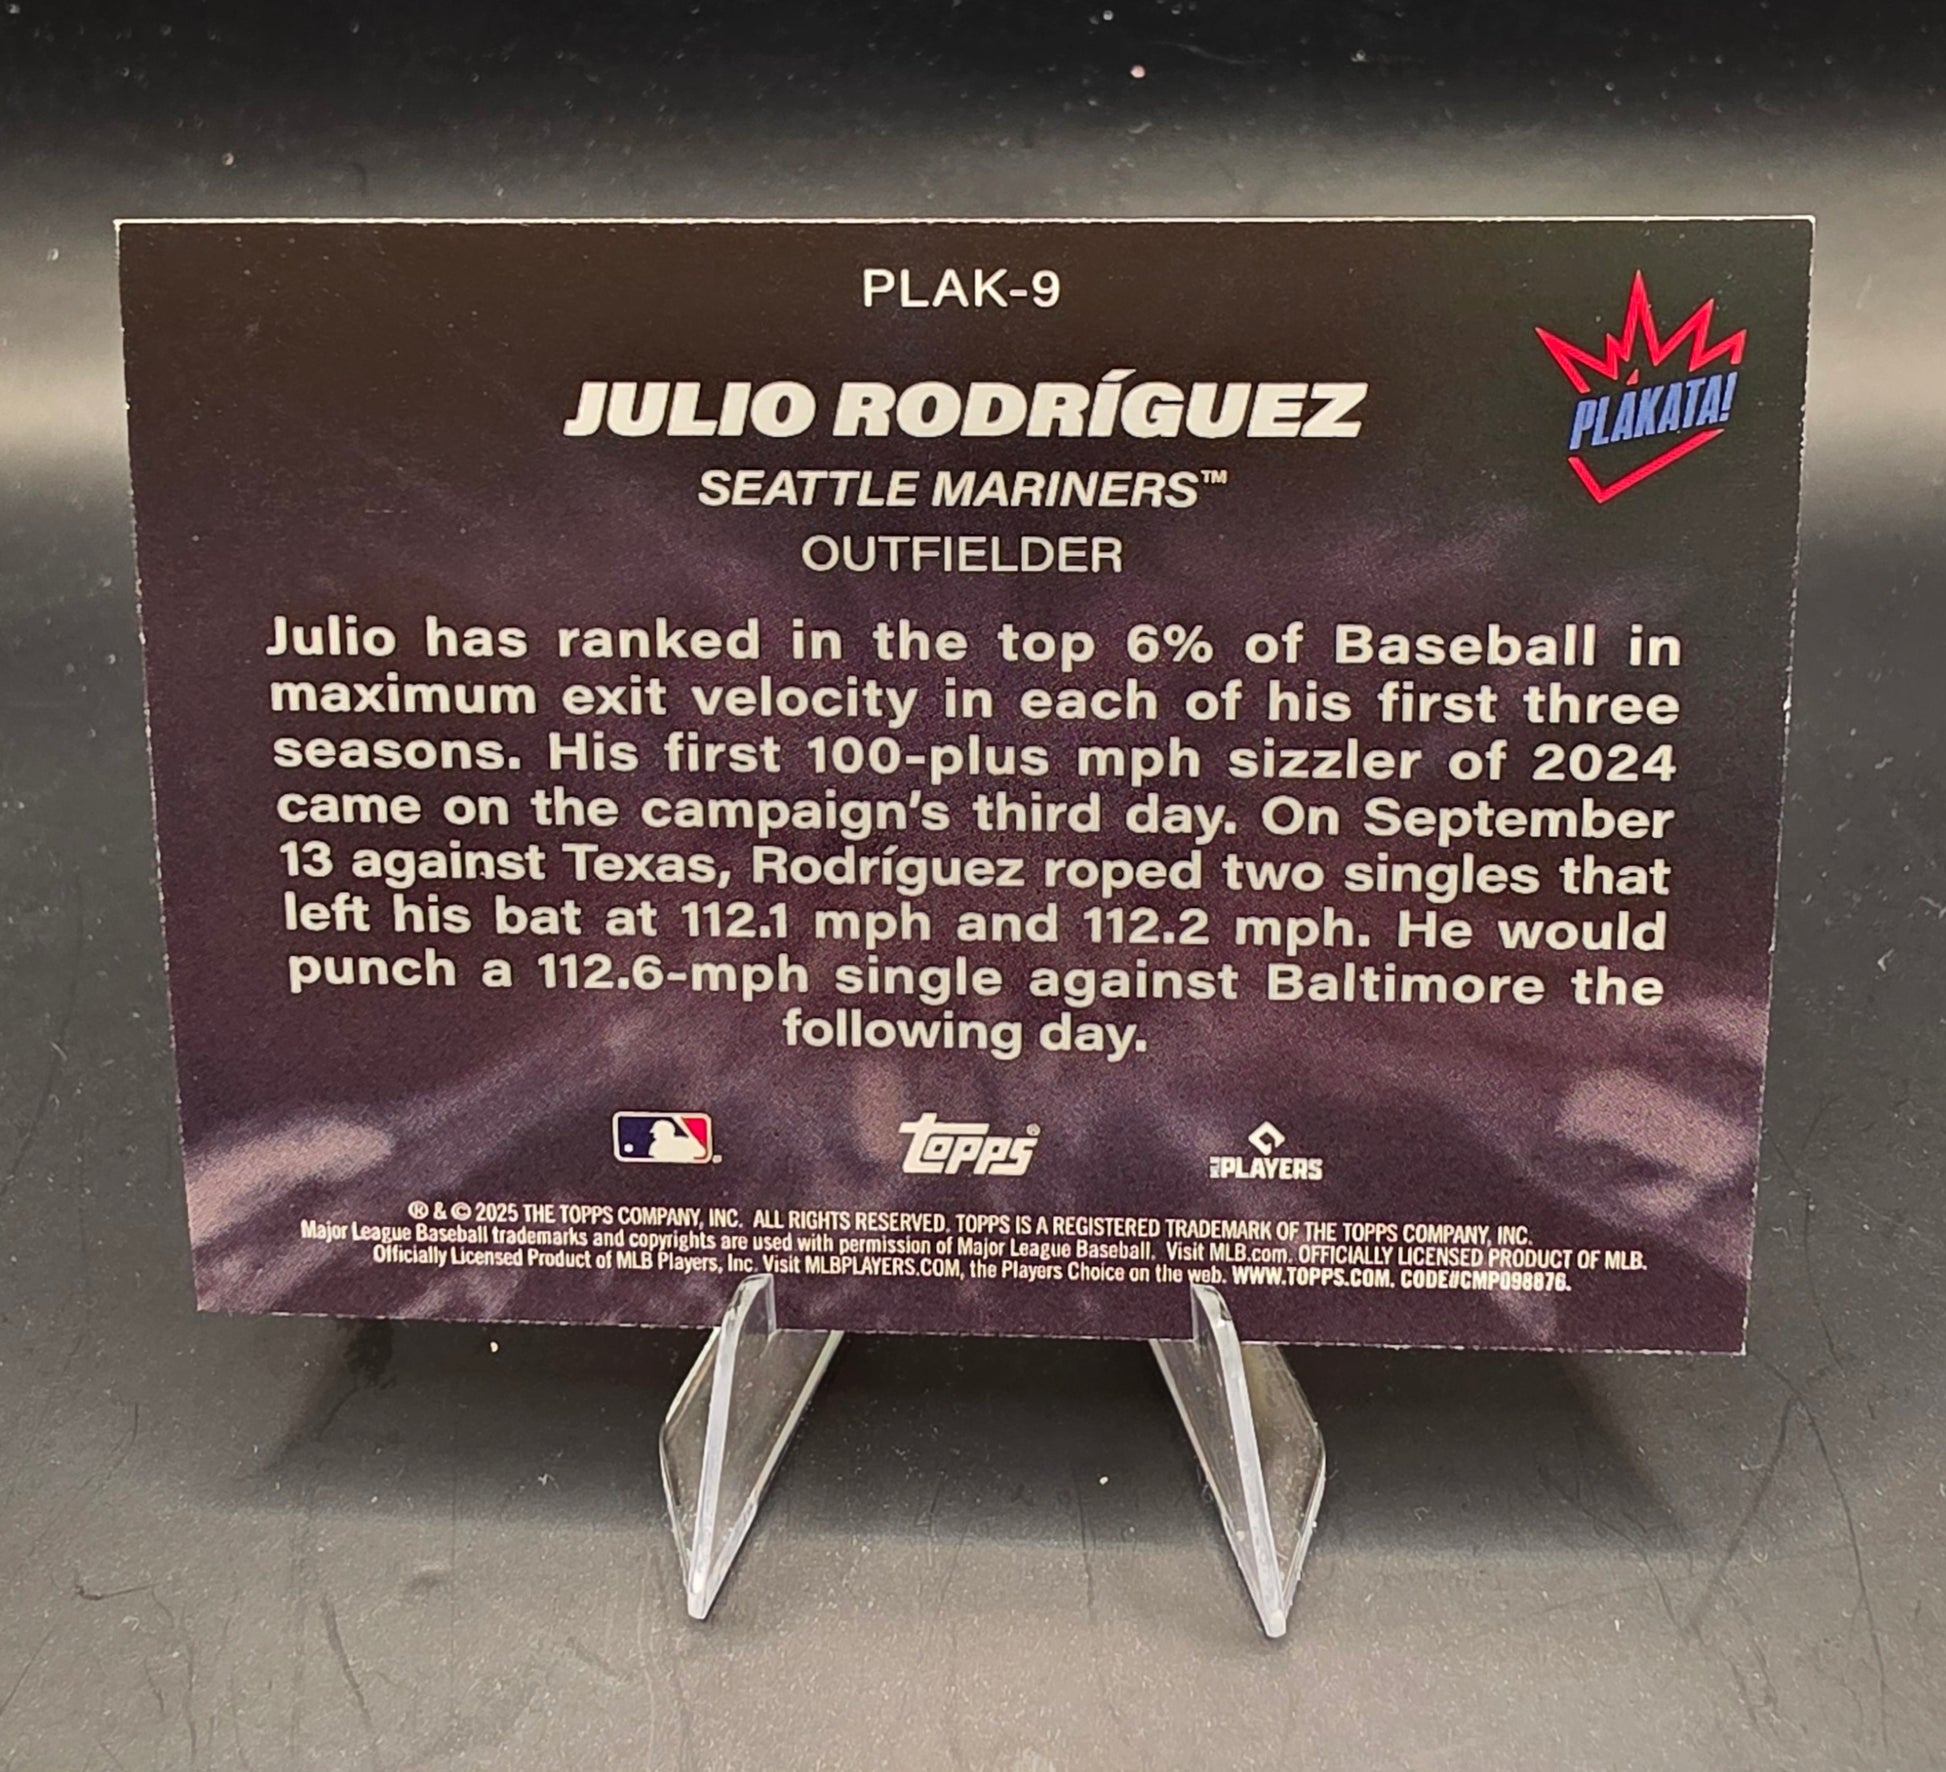 PLAK-9
JULIO RODRÍGUEZ
PLÁKATA!
SEATTLE MARINERS™
OUTFIELDER
Julio has ranked in the top 6% of Baseball in
maximum exit velocity in each of his first three
seasons. His first 100-plus mph sizzler of 2024
came on the campaign's third day. On September
13 against Texas, Rodríguez roped two singles that
left his bat at 112.1 mph and 112.2 mph. He would
punch a 112.6-mph single against Baltimore the
following day.
topps®
MLB PLAYERS
® & © 2025 THE TOPPS COMPANY, INC. ALL RIGHTS RESERVED. TOPPS IS A REGISTERED TRADEMARK OF THE TOPPS COMPANY, INC.
Major League Baseball trademarks and copyrights are used with permission of Major League Baseball. Visit MLB.com. OFFICIALLY LICENSED PRODUCT OF MLB.
Officially Licensed Product of MLB Players, Inc. Visit MLBPLAYERS.COM, the Players Choice on the web. WWW.TOPPS.COM. CODE#CMP098876.